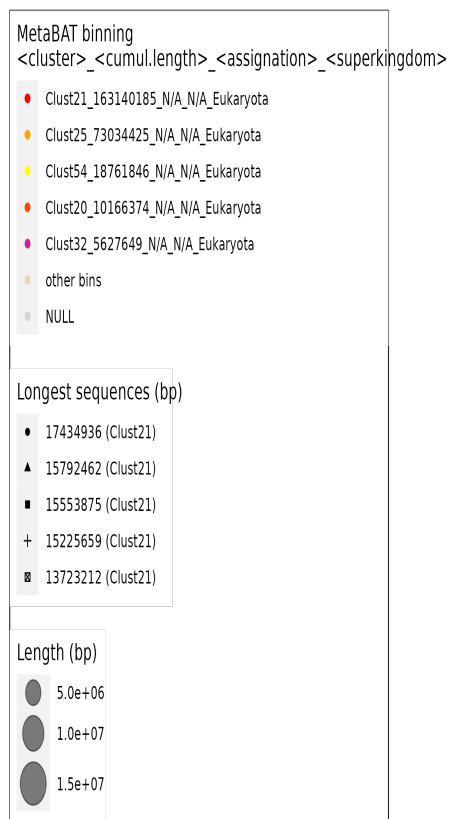 MetaBAT binning
<cluster>_<cumul.length>_<assignation>_<superkingdom>
Clust21_163140185_N/A_N/A_Eukaryota
Clust25_73034425_N/A_N/A_Eukaryota
Clust54_18761846_N/A_N/A_Eukaryota
Clust20_10166374_N/A_N/A_Eukaryota
Clust32_5627649_N/A_N/A_Eukaryota
other bins
NULL
Longest sequences (bp)
17434936 (Clust21)
15792462 (Clust21)
15553875 (Clust21)
15225659 (Clust21)
13723212 (Clust21)
Length (bp)
5.0e+06
1.0e+07
1.5e+07